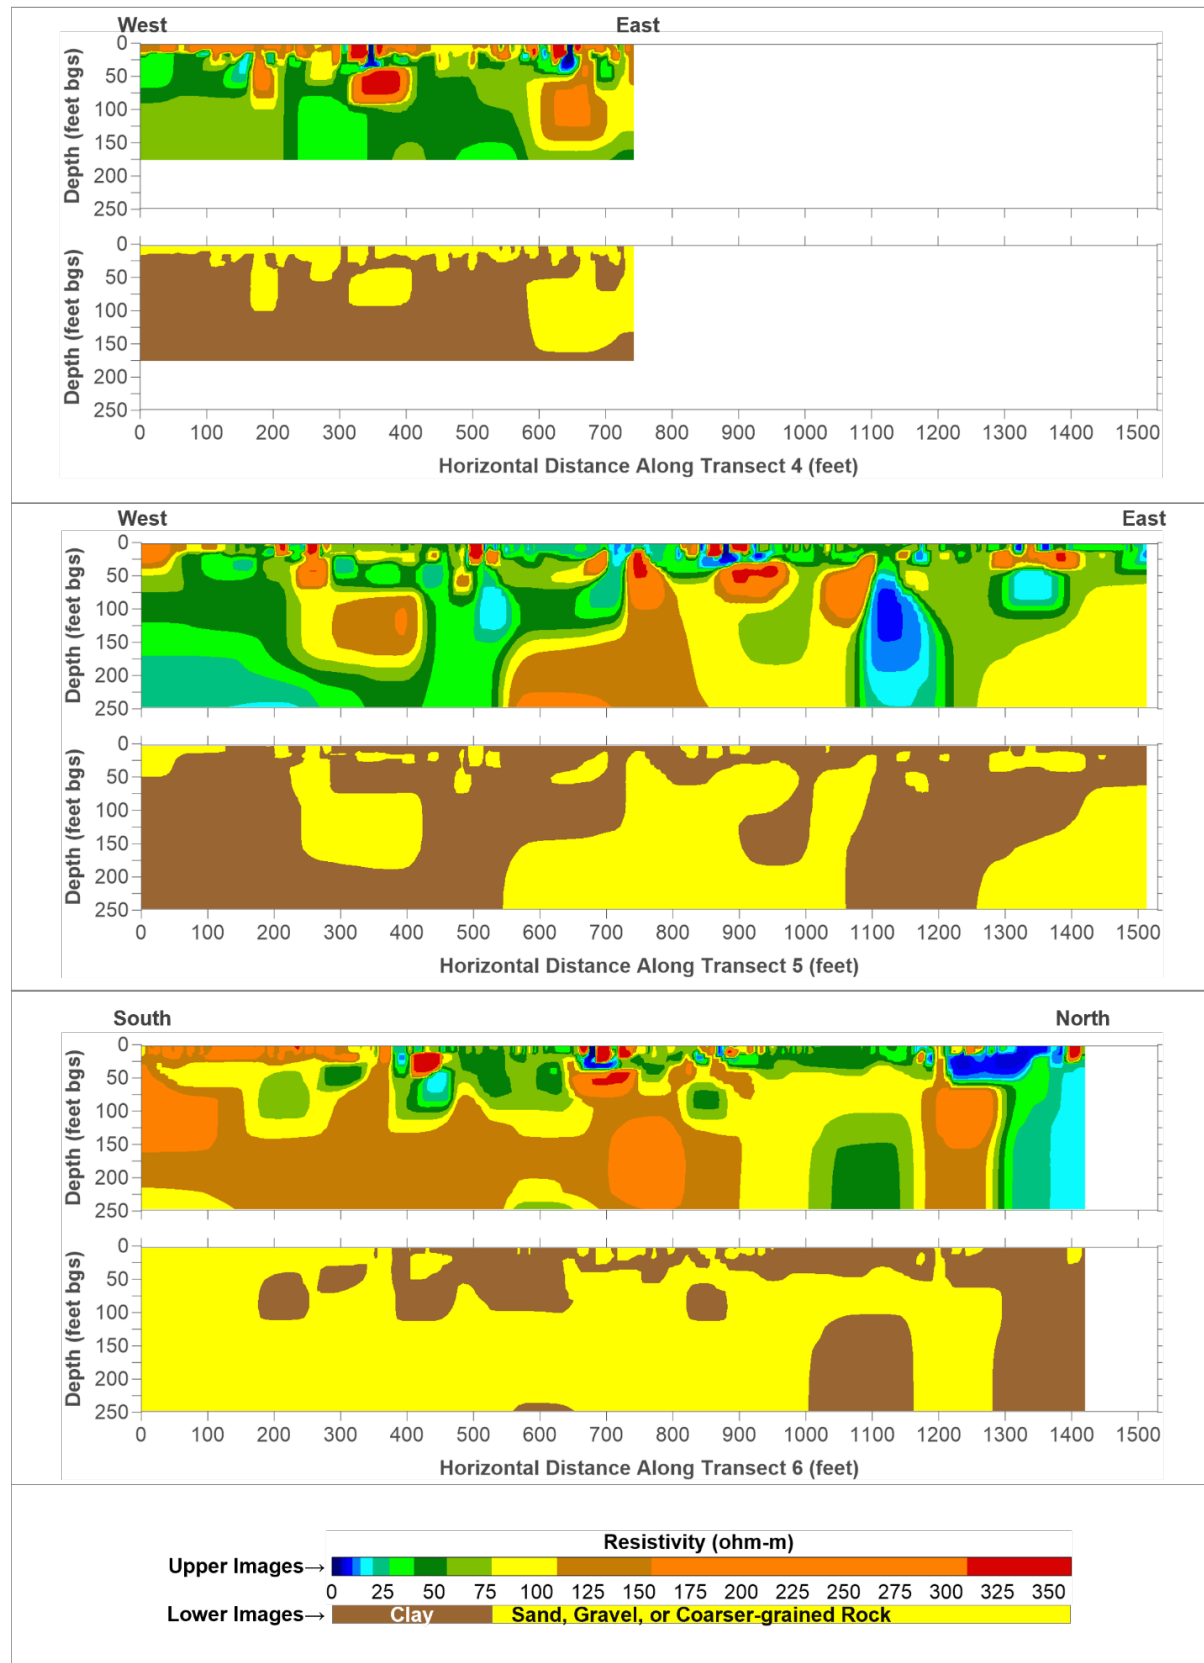 West East
Depth (feet bgs)
0
50
100
150
200
250
Depth (feet bgs)
0
50
100
150
200
250
0 100 200 300 400 500 600 700 800 900 1000 1100 1200 1300 1400 1500
Horizontal Distance Along Transect 4 (feet)
West East
Depth (feet bgs)
0
50
100
150
200
250
Depth (feet bgs)
0
50
100
150
200
250
0 100 200 300 400 500 600 700 800 900 1000 1100 1200 1300 1400 1500
Horizontal Distance Along Transect 5 (feet)
South North
Depth (feet bgs)
0
50
100
150
200
250
Depth (feet bgs)
0
50
100
150
200
250
0 100 200 300 400 500 600 700 800 900 1000 1100 1200 1300 1400 1500
Horizontal Distance Along Transect 6 (feet)
Resistivity (ohm-m)
Upper Images→
0 25 50 75 100 125 150 175 200 225 250 300 325 350
Lower Images→ Clay Sand, Gravel, or Coarser-grained Rock